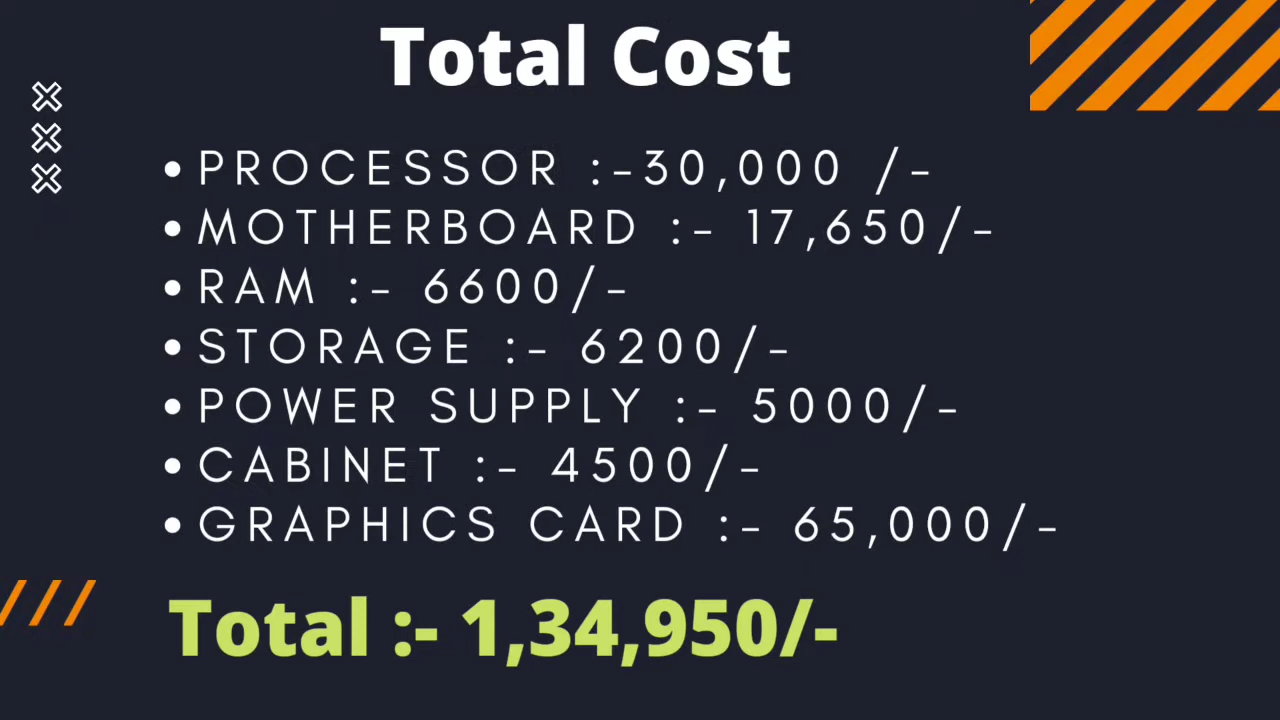 Total Cost
• PROCESSOR :-30,000 /-
• MOTHERBOARD :- 17,650/-
• RAM :- 6600/-
• STORAGE :- 6200/-
• POWER SUPPLY :- 5000/-
• CABINET :- 4500/-
• GRAPHICS CARD :- 65,000/-
Total :- 1,34,950/-